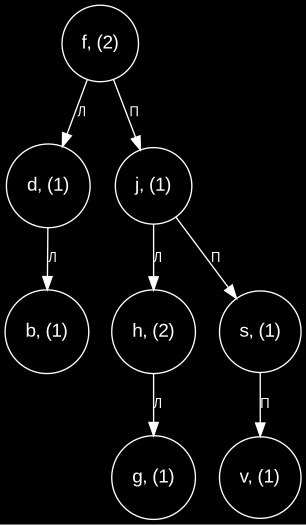 f, (2)
Л П
d, (1) j, (1)
Л Л П
b, (1) h, (2) s, (1)
Л П
g, (1) v, (1)